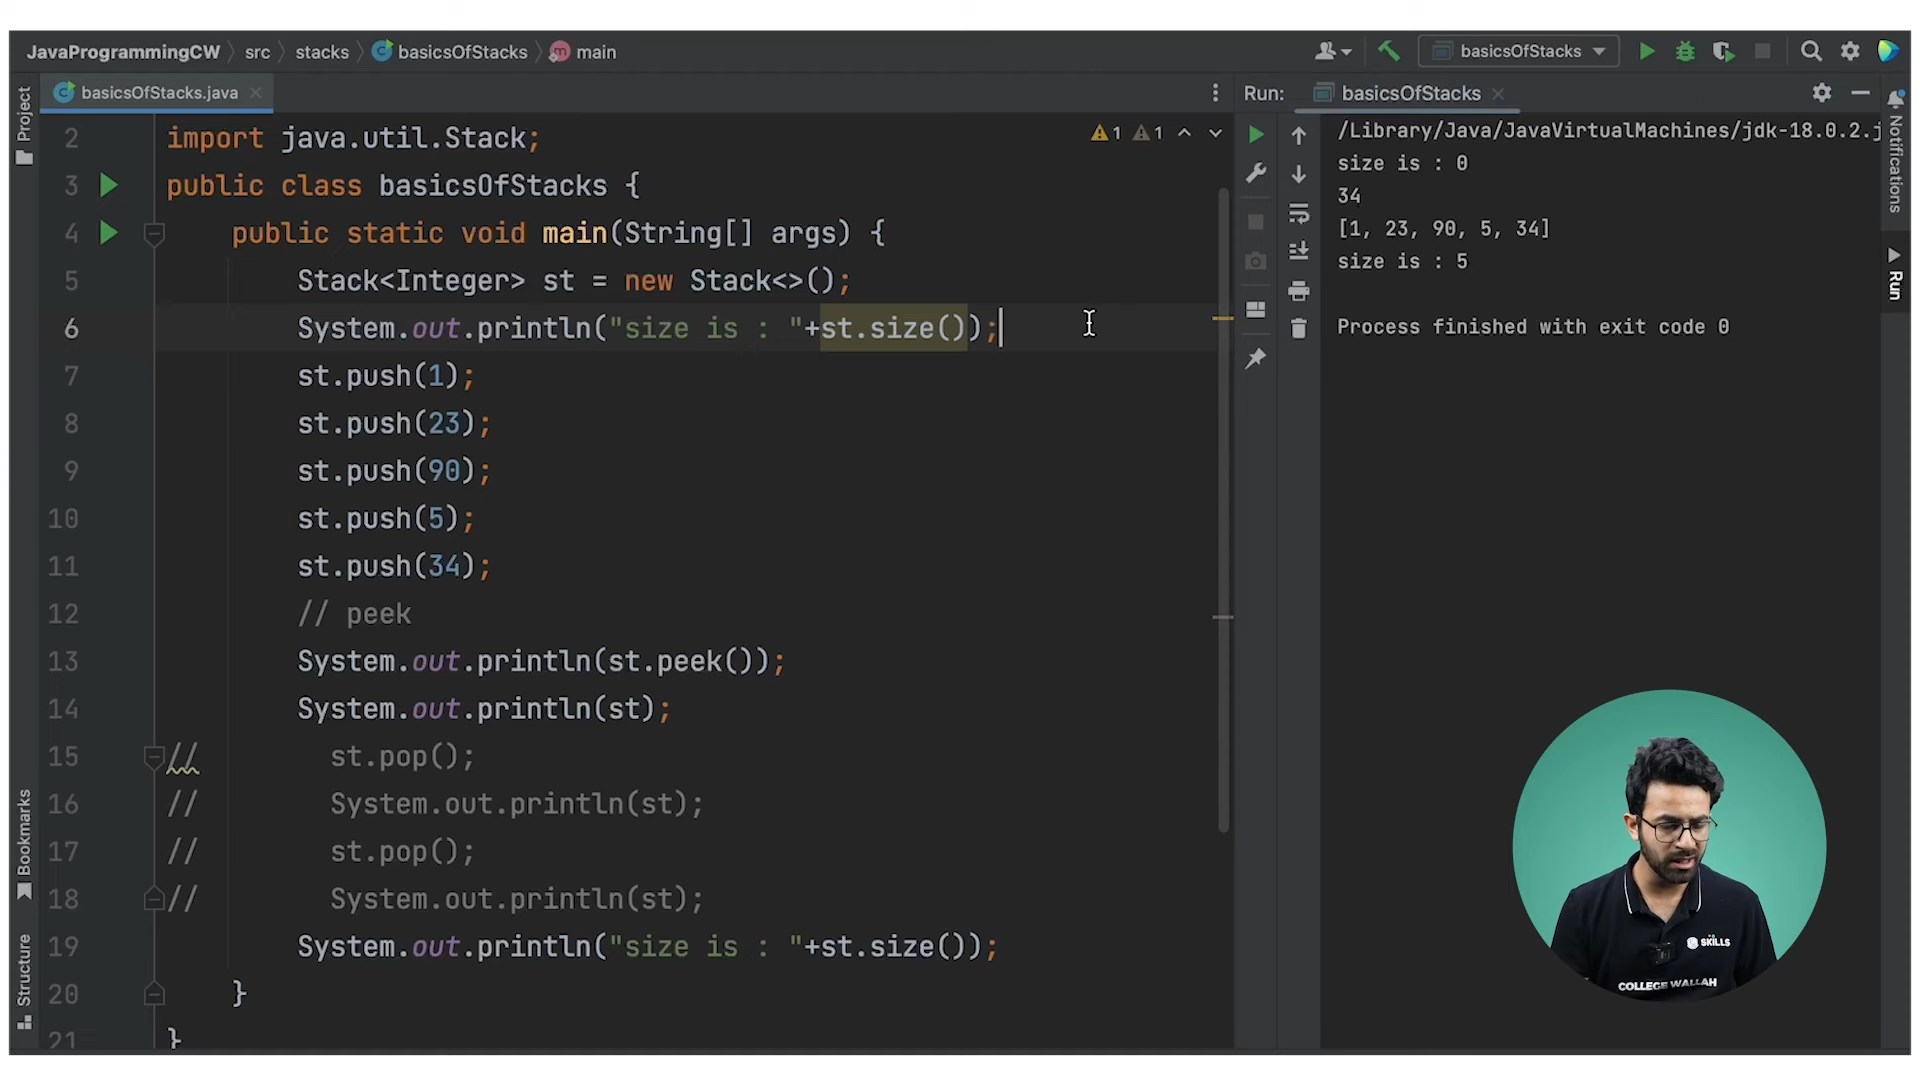 JavaProgrammingCW src stacks basicsOfStacks main
basicsOfStacks
basicsOfStacks.java
Run: basicsOfStacks
Project
2 import java.util.Stack;
1 1
3 public class basicsOfStacks {
4 public static void main(String[] args) {
5 Stack<Integer> st = new Stack<>();
6 System.out.println("size is : "+st.size());
7 st.push(1);
8 st.push(23);
9 st.push(90);
10 st.push(5);
11 st.push(34);
12 // peek
13 System.out.println(st.peek());
14 System.out.println(st);
15 // st.pop();
16 // System.out.println(st);
17 // st.pop();
18 // System.out.println(st);
19 System.out.println("size is : "+st.size());
20 }
21 }
Bookmarks
Structure
/Library/Java/JavaVirtualMachines/jdk-18.0.2.j
size is : 0
34
[1, 23, 90, 5, 34]
size is : 5
Process finished with exit code 0
Notifications
Run
SKILLS
COLLEGE WALLAH